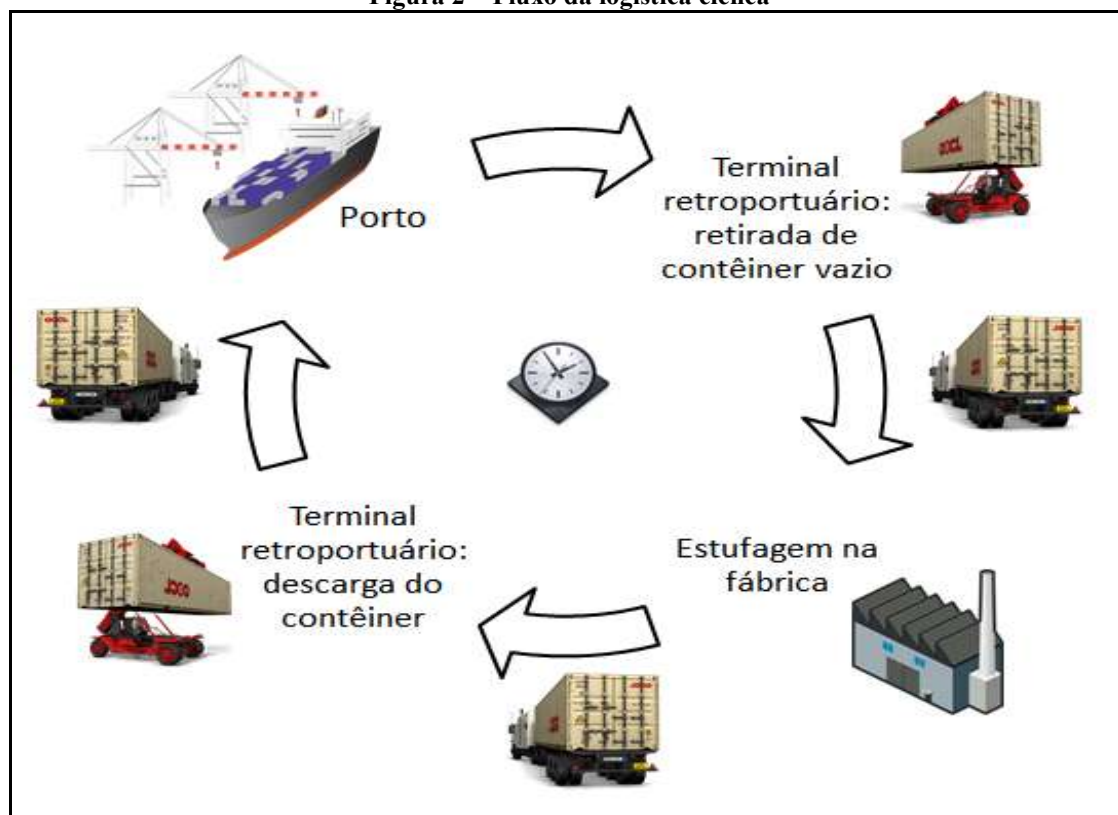 Figura 2 – Fluxo da logística cíclica
Porto
Terminal
retroportuário:
retirada de
contêiner vazio
Estufagem na
fábrica
Terminal
retroportuário:
descarga do
contêiner